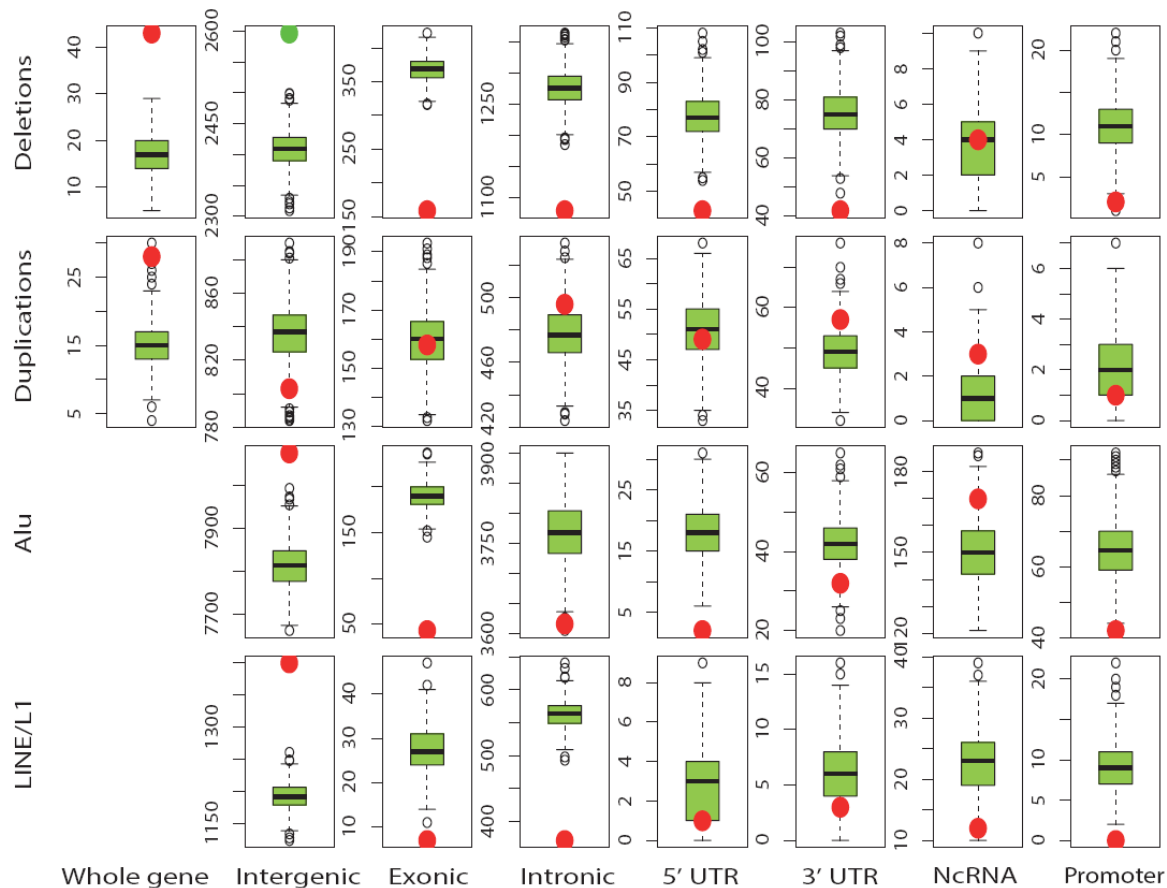 Deletions
10 20 30 40
2300 2450 2600
50 150 250 350
1100 1250
50 60 70 80 90 110
40 60 80 100
0 2 4 6 8 10
0 5 10 20
Duplications
5 15 25
780 820 860
130 150 170 190
420 460 500
35 45 55 65
40 60
0 2 4 6 8
0 2 4 6
Alu
7700 7900
50 150
3600 3750 3900
5 15 25
20 40 60
120 150 180
40 60 80
LINE/L1
1150 1300
10 20 30 40
400 500 600
0 2 4 6 8
0 5 10 15
10 20 30 40
0 5 10 20
Whole gene Intergenic Exonic Intronic 5′ UTR 3′ UTR NcRNA Promoter